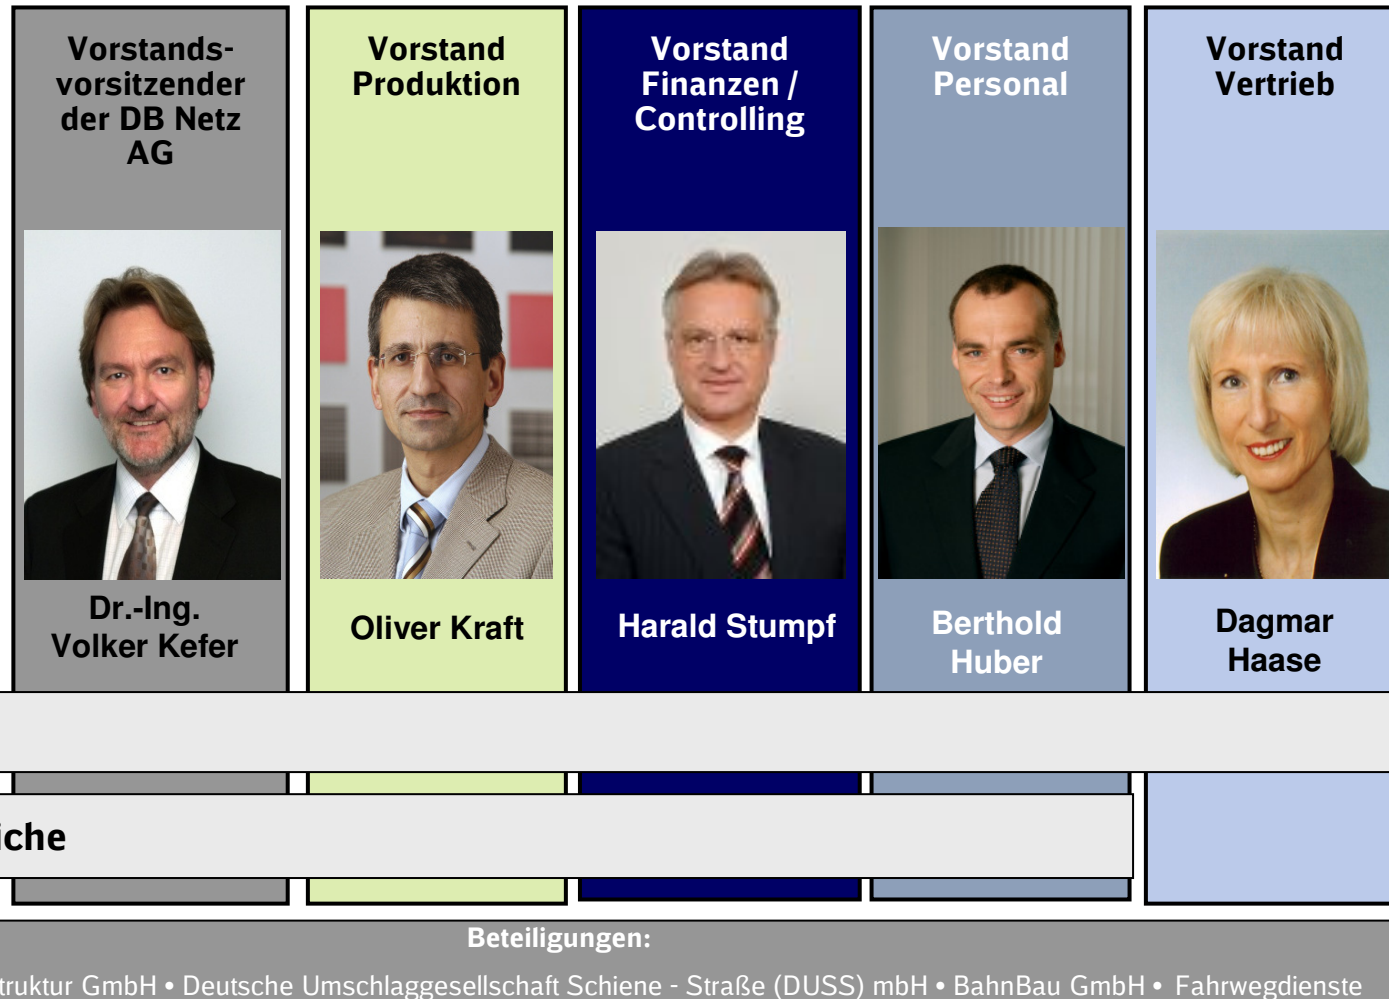 Vorstands-
vorsitzender
der DB Netz
AG
Vorstand
Produktion
Vorstand
Finanzen /
Controlling
Vorstand
Personal
Vorstand
Vertrieb
Dr.-Ing.
Volker Kefer
Oliver Kraft
Harald Stumpf
Berthold
Huber
Dagmar
Haase
iche
Beteiligungen:
truktur GmbH • Deutsche Umschlaggesellschaft Schiene - Straße (DUSS) mbH • BahnBau GmbH • Fahrwegdienste